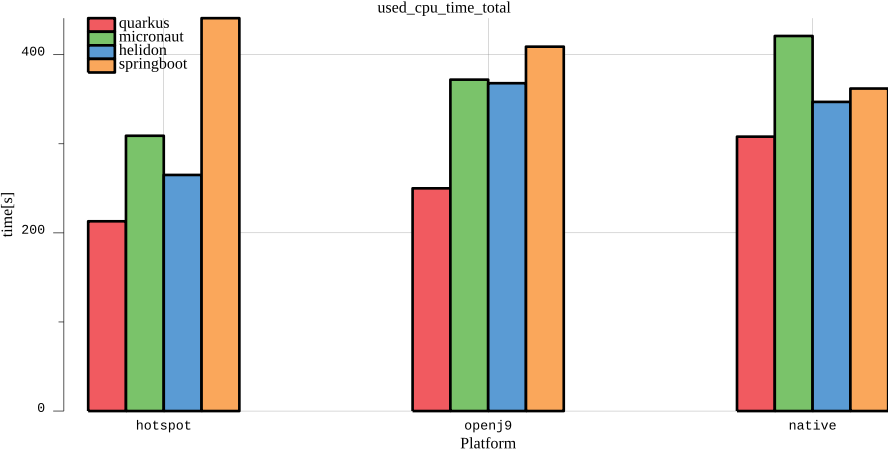 used_cpu_time_total
quarkus
micronaut
helidon
springboot
400
200
0
time[s]
hotspot
openj9
native
Platform